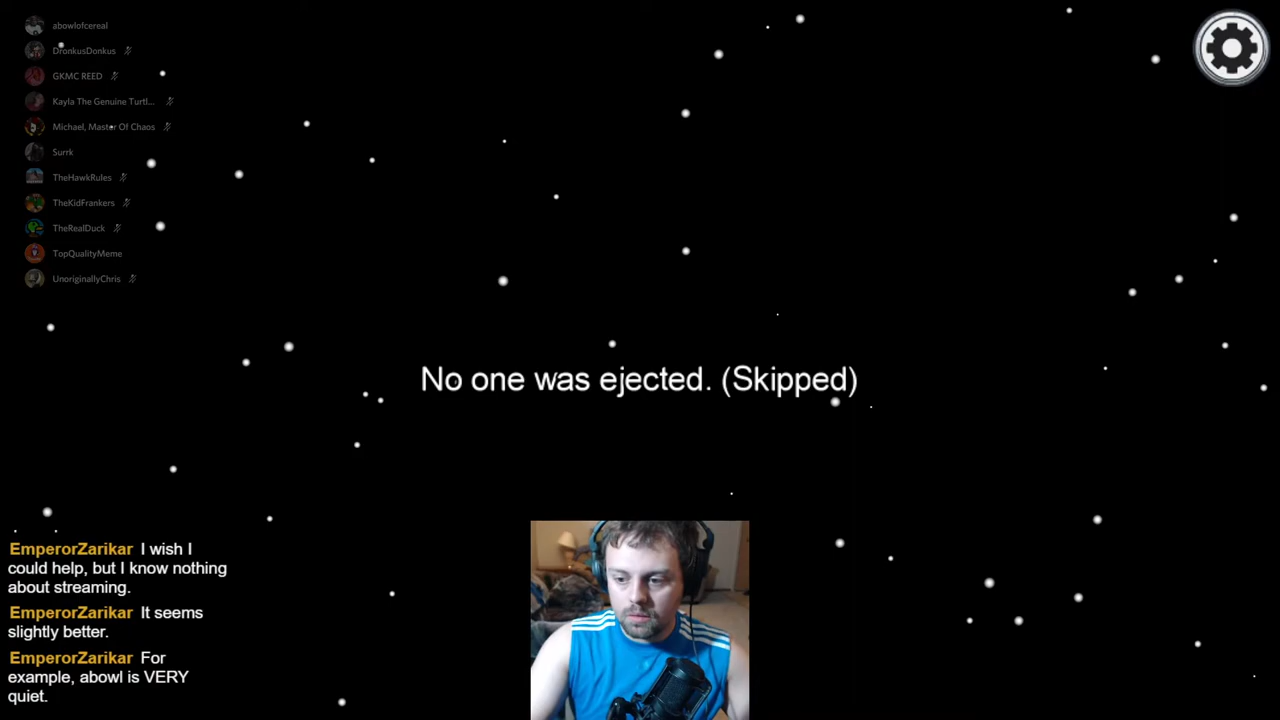 abowlofcereal
DronkusDonkus
GKMC REED
Kayla The Genuine Turtl...
Michael, Master Of Chaos
Surrk
TheHawkRules
TheKidFrankers
TheRealDuck
TopQualityMeme
UnoriginallyChris
No one was ejected. (Skipped)
EmperorZarikar I wish I
could help, but I know nothing
about streaming.
EmperorZarikar It seems
slightly better.
EmperorZarikar For
example, abowl is VERY
quiet.